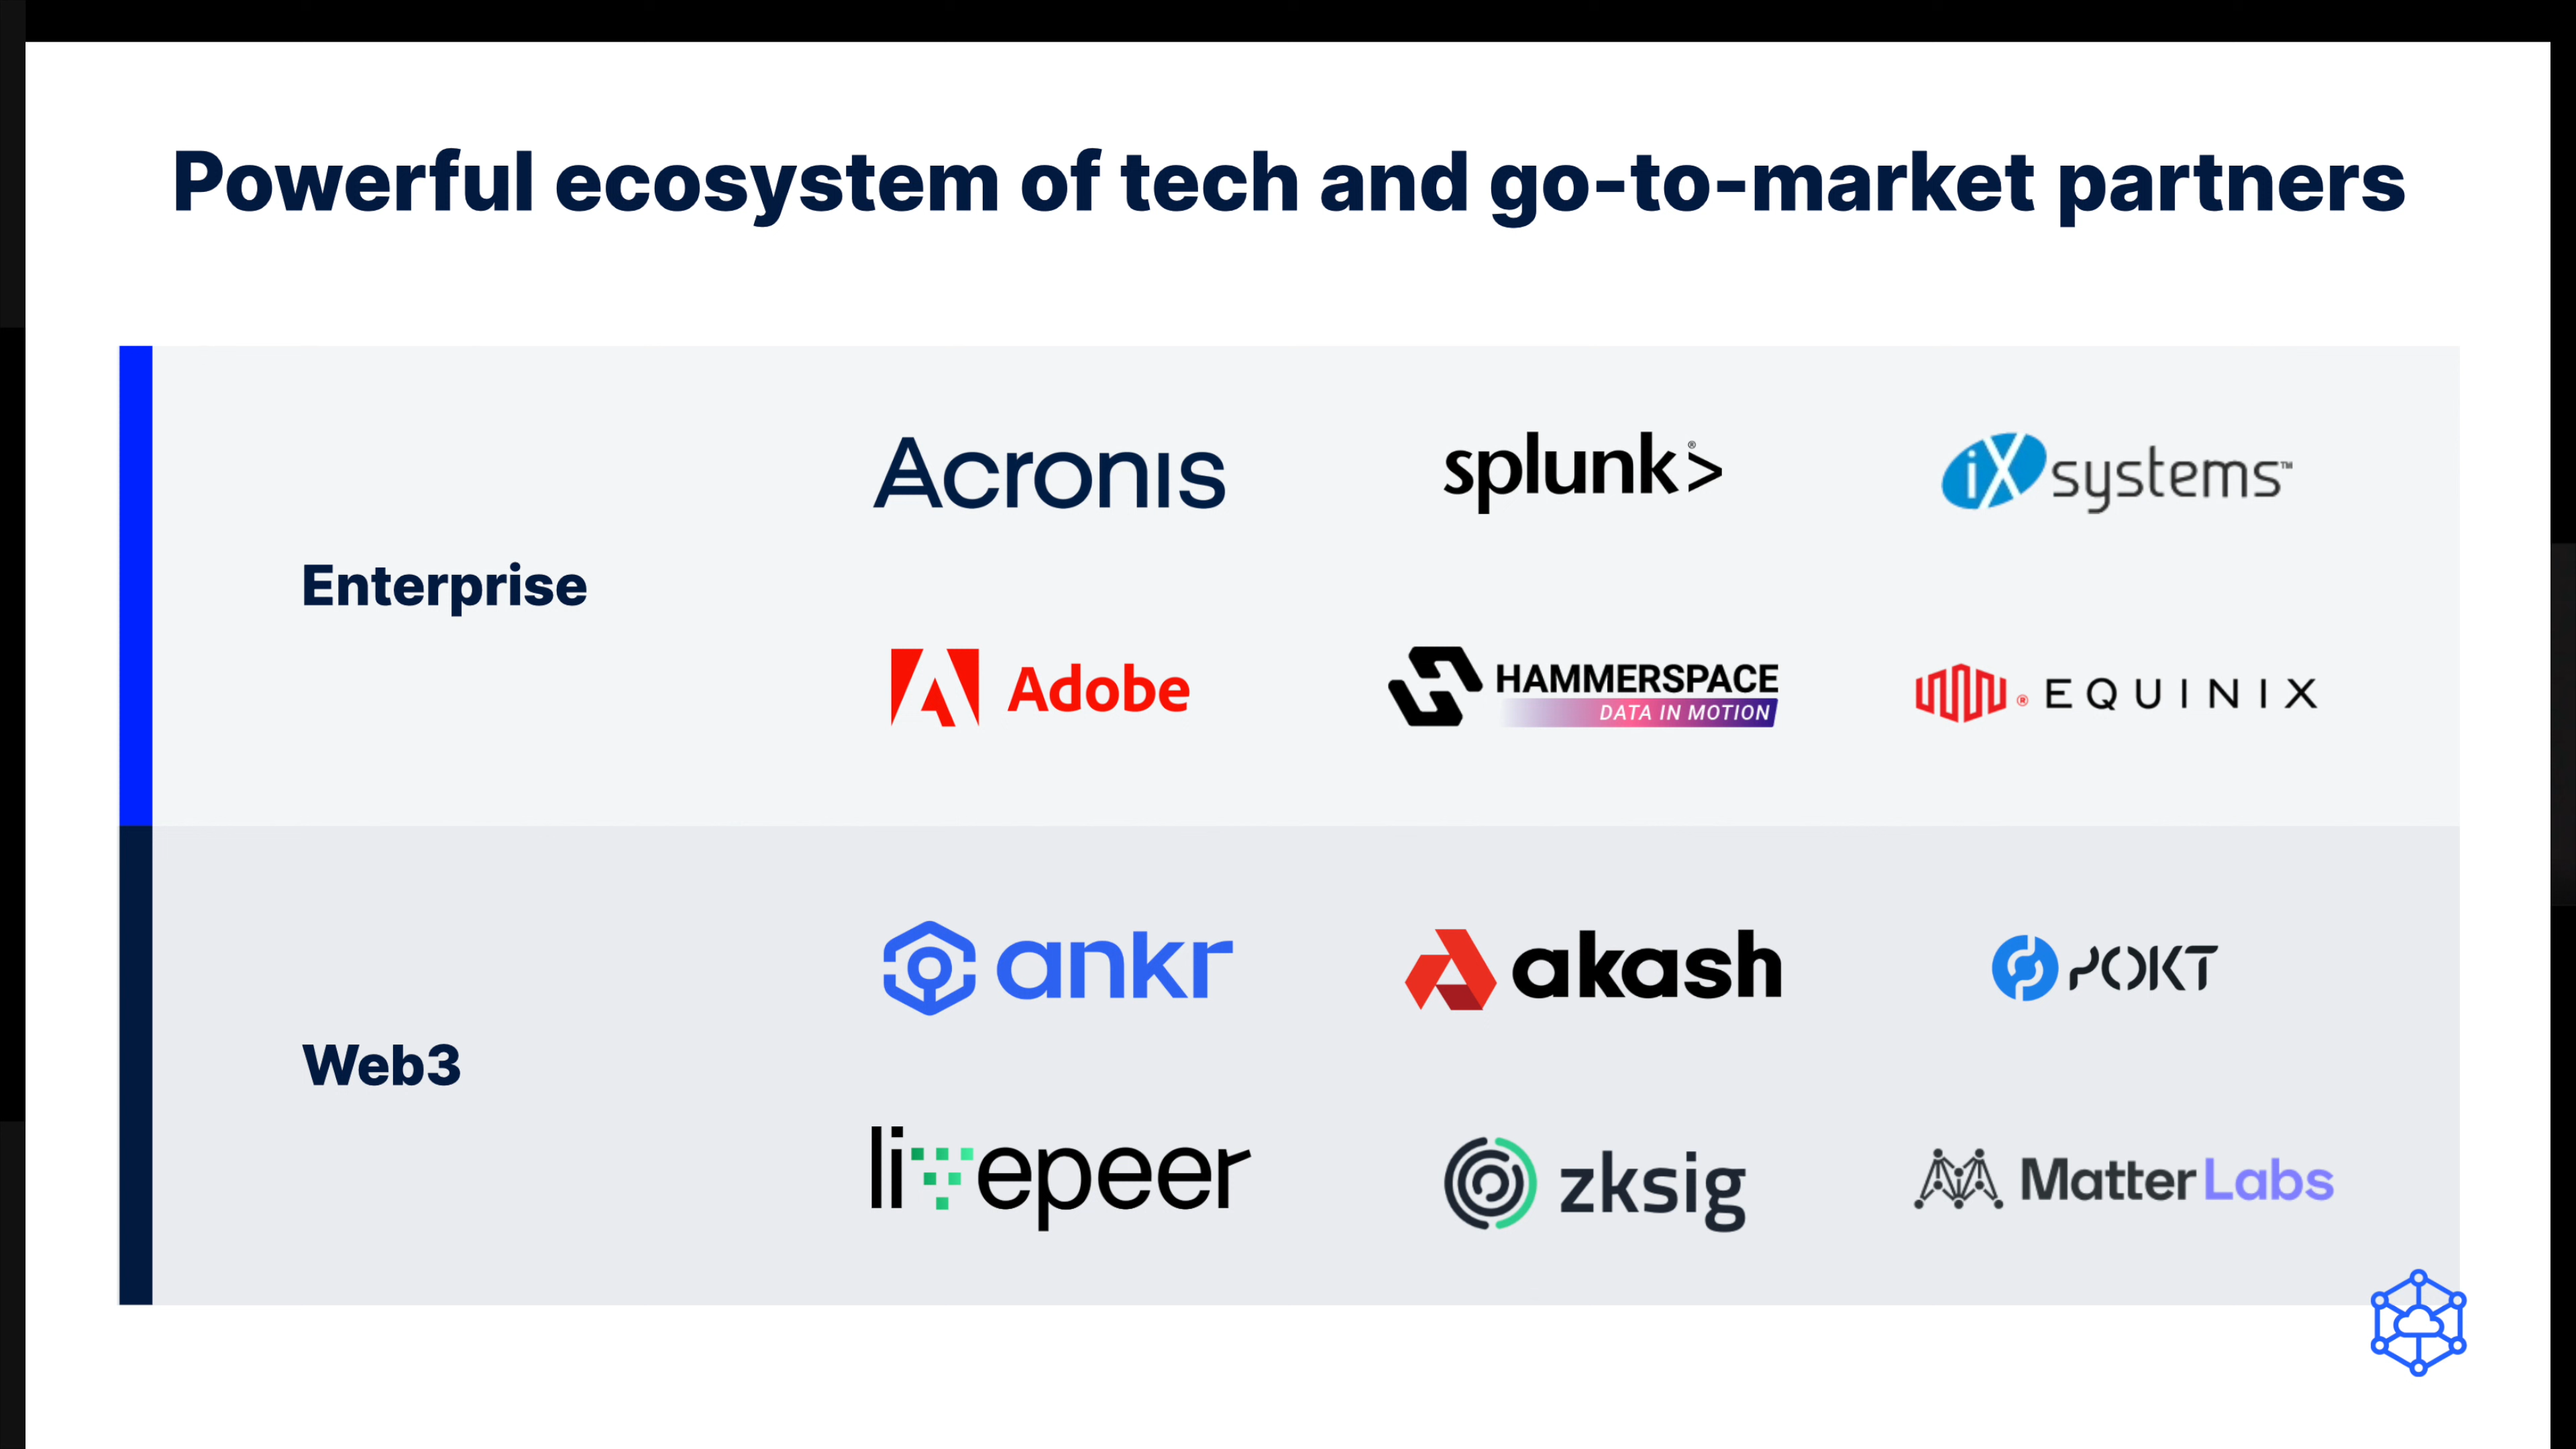 Powerful ecosystem of tech and go-to-market partners
Enterprise
Acronis
splunk>®
iX systems™
Adobe
HAMMERSPACE
DATA IN MOTION
® EQUINIX
Web3
ankr
akash
POKT
livepeer
zksig
Matter Labs